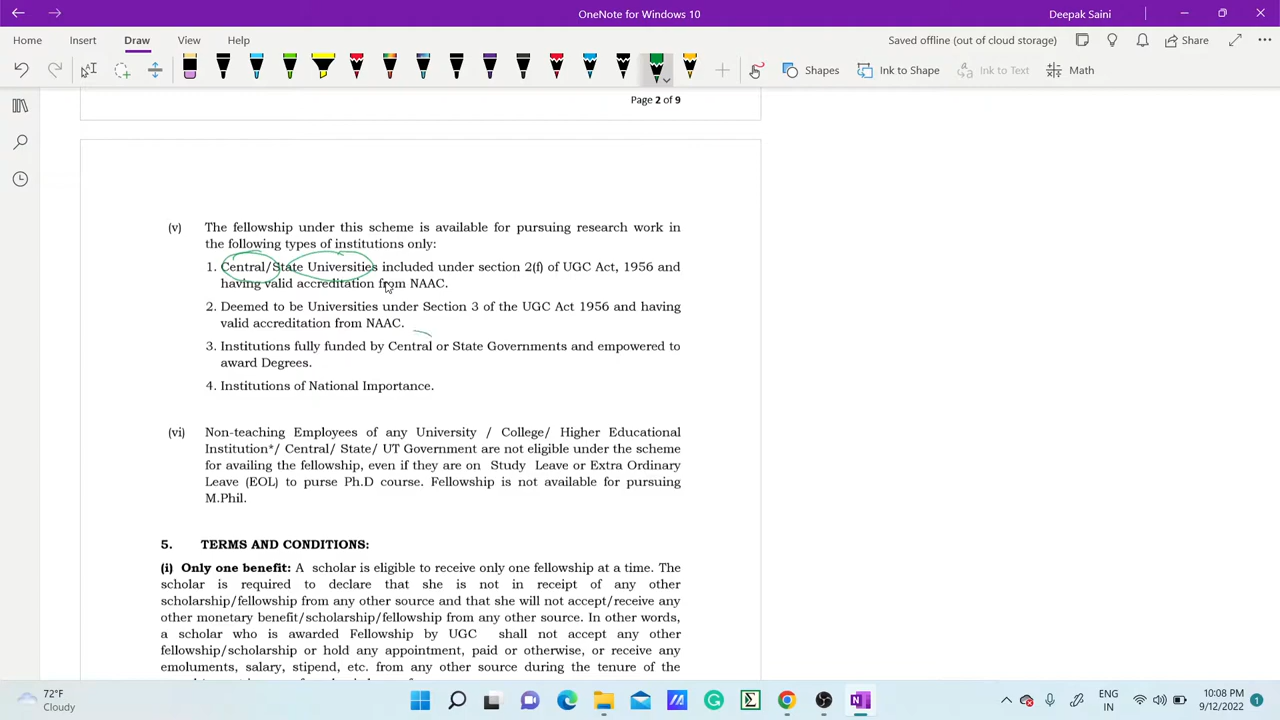 OneNote for Windows 10
Deepak Saini
Home Insert Draw View Help
Saved offline (out of cloud storage)
Share
Shapes
Ink to Shape
Ink to Text
Math
Page 2 of 9
(v) The fellowship under this scheme is available for pursuing research work in
the following types of institutions only:
1. Central/State Universities included under section 2(f) of UGC Act, 1956 and
having valid accreditation from NAAC.
2. Deemed to be Universities under Section 3 of the UGC Act 1956 and having
valid accreditation from NAAC.
3. Institutions fully funded by Central or State Governments and empowered to
award Degrees.
4. Institutions of National Importance.
(vi) Non-teaching Employees of any University / College/ Higher Educational
Institution*/ Central/ State/ UT Government are not eligible under the scheme
for availing the fellowship, even if they are on Study Leave or Extra Ordinary
Leave (EOL) to purse Ph.D course. Fellowship is not available for pursuing
M.Phil.
5. TERMS AND CONDITIONS:
(i) Only one benefit: A scholar is eligible to receive only one fellowship at a time. The
scholar is required to declare that she is not in receipt of any other
scholarship/fellowship from any other source and that she will not accept/receive any
other monetary benefit/scholarship/fellowship from any other source. In other words,
a scholar who is awarded Fellowship by UGC shall not accept any other
fellowship/scholarship or hold any appointment, paid or otherwise, or receive any
emoluments, salary, stipend, etc. from any other source during the tenure of the
72°F
Cloudy
ENG
IN
10:08 PM
9/12/2022
1